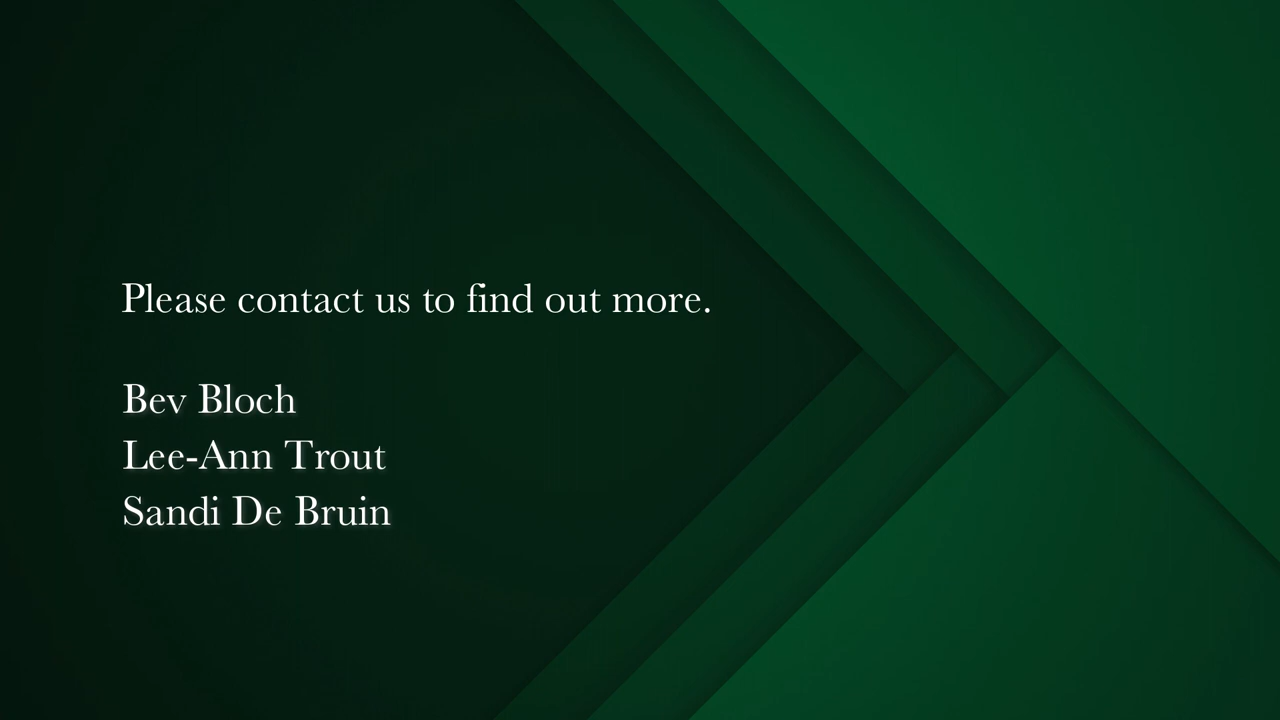 Please contact us to find out more.
Bev Bloch
Lee-Ann Trout
Sandi De Bruin